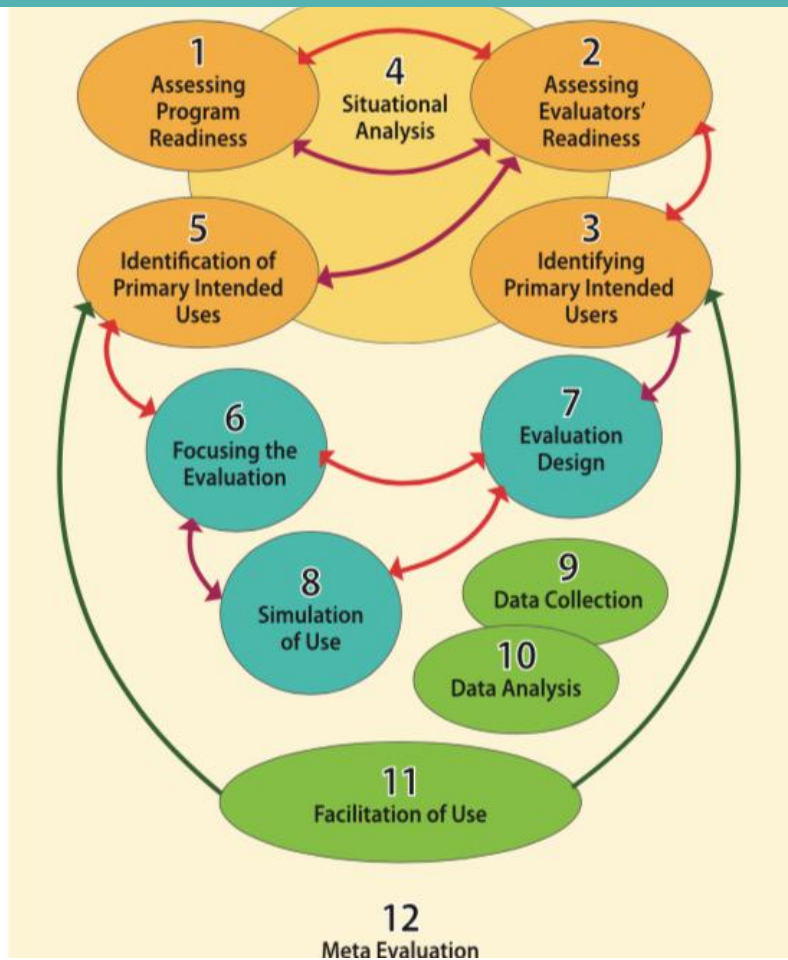 1
Assessing
Program
Readiness
2
Assessing
Evaluators'
Readiness
4
Situational
Analysis
5
Identification of
Primary Intended
Uses
3
Identifying
Primary Intended
Users
6
Focusing the
Evaluation
7
Evaluation
Design
8
Simulation
of Use
9
Data Collection
10
Data Analysis
11
Facilitation of Use
12
Meta Evaluation